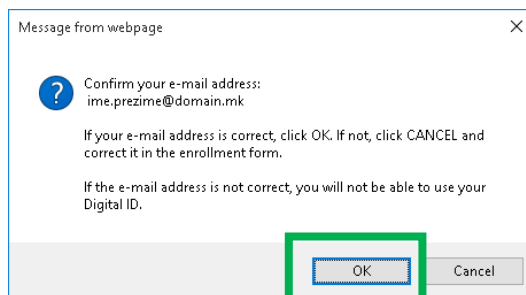 Message from webpage
Confirm your e-mail address:
ime.prezime@domain.mk
If your e-mail address is correct, click OK. If not, click CANCEL and
correct it in the enrollment form.
If the e-mail address is not correct, you will not be able to use your
Digital ID.
OK
Cancel